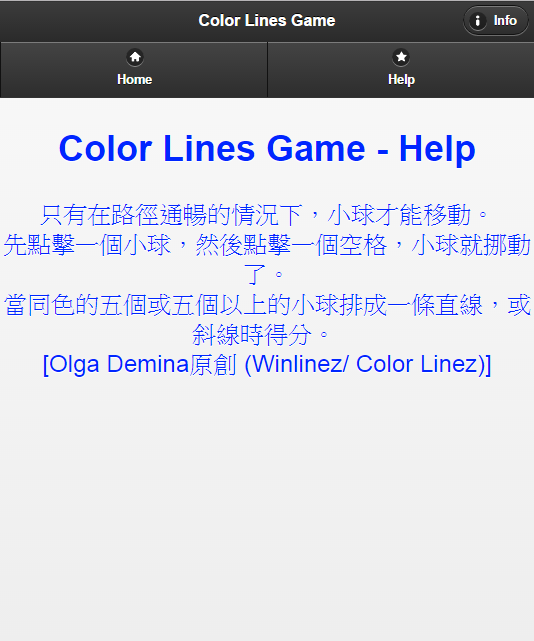 Color Lines Game
Info
Home
Help
Color Lines Game - Help
只有在路徑通暢的情況下，小球才能移動。
先點擊一個小球，然後點擊一個空格，小球就挪動
了。
當同色的五個或五個以上的小球排成一條直線，或
斜線時得分。
[Olga Demina原創 (Winlinez/ Color Linez)]